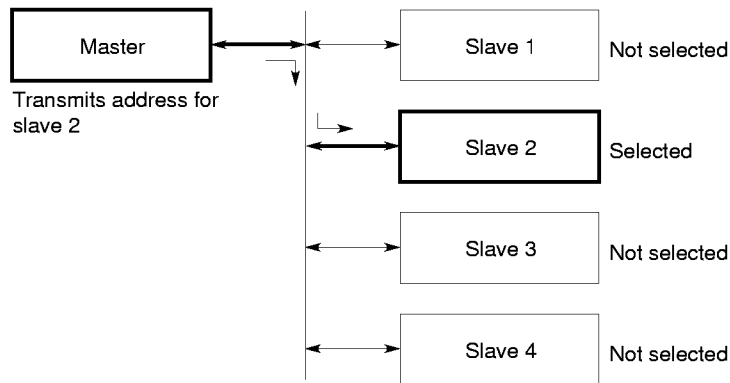 Master
Transmits address for
slave 2
Slave 1
Not selected
Slave 2
Selected
Slave 3
Not selected
Slave 4
Not selected